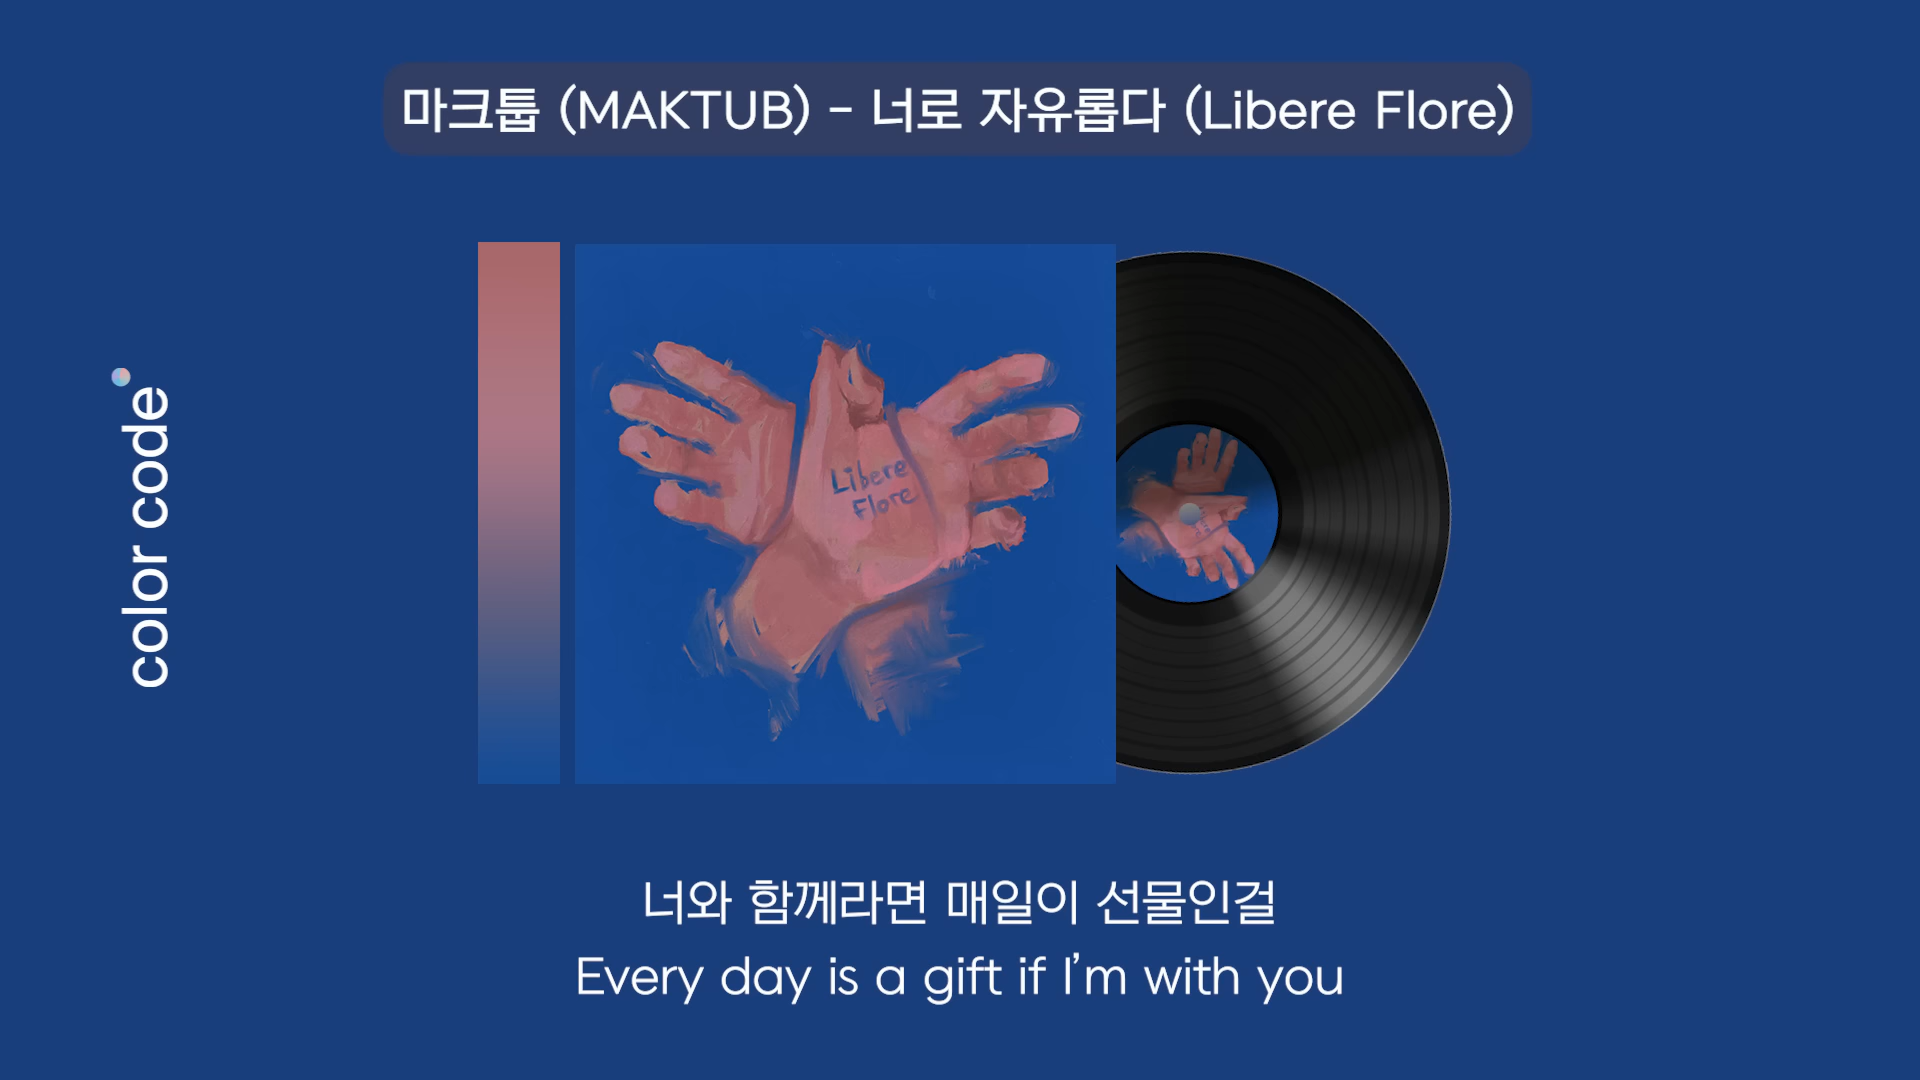 마크툽 (MAKTUB) - 너로 자유롭다 (Libere Flore)
color code
Libere
Flore
너와 함께라면 매일이 선물인걸
Every day is a gift if I'm with you